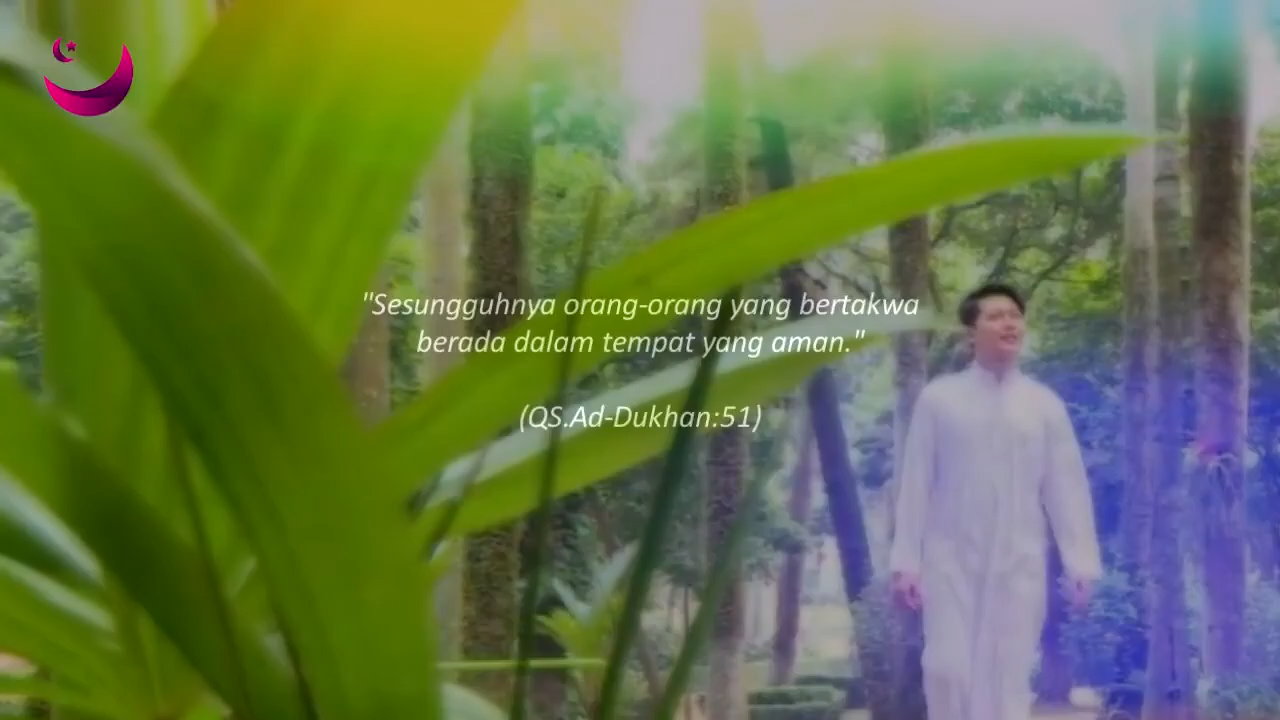 "Sesungguhnya orang-orang yang bertakwa
berada dalam tempat yang aman."
(QS.Ad-Dukhan:51)